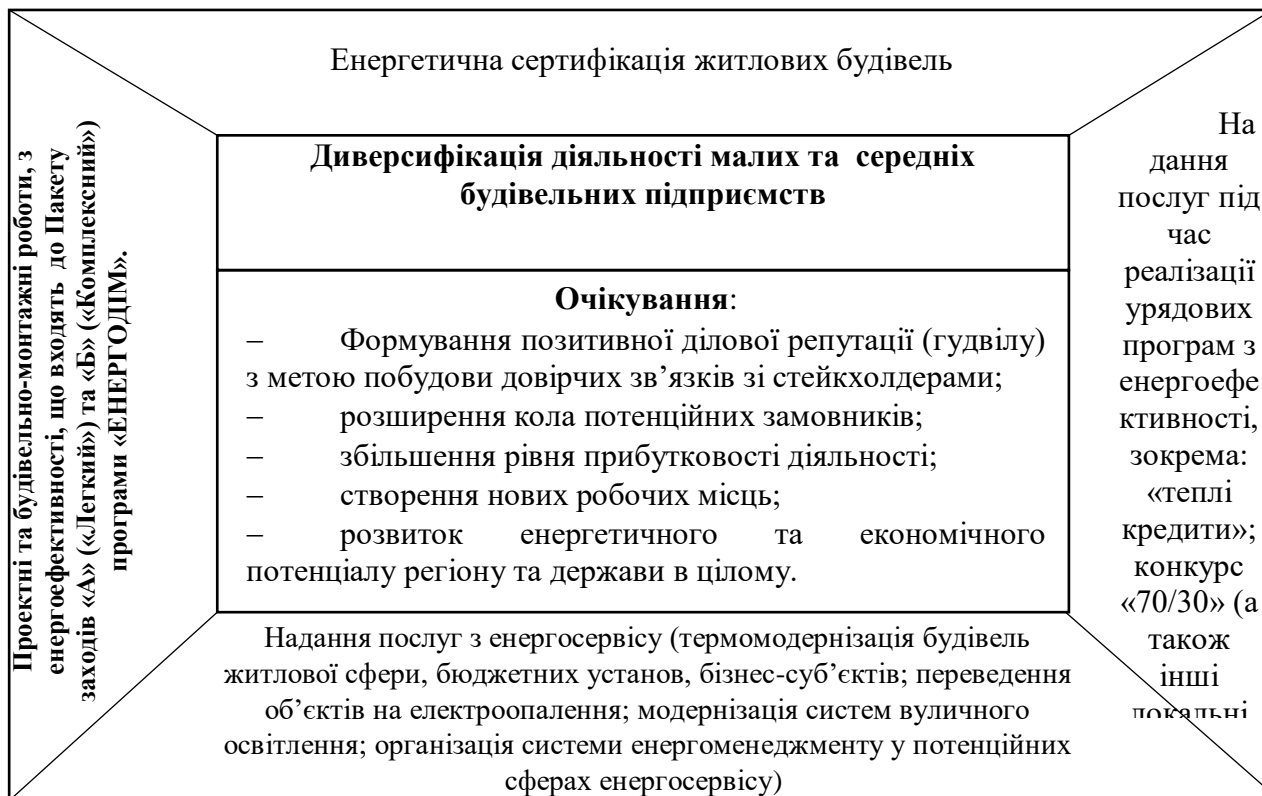 Енергетична сертифікація житлових будівель
Проектні та будівельно-монтажні роботи, з
енергоефективності, що входять до Пакету
заходів «А» («Легкий») та «Б» («Комплексний»)
програми «ЕНЕРГОДІМ».
Диверсифікація діяльності малих та середніх
будівельних підприємств
Очікування:
– Формування позитивної ділової репутації (гудвілу)
з метою побудови довірчих зв’язків зі стейкхолдерами;
– розширення кола потенційних замовників;
– збільшення рівня прибутковості діяльності;
– створення нових робочих місць;
– розвиток енергетичного та економічного
потенціалу регіону та держави в цілому.
На
дання
послуг під
час
реалізації
урядових
програм з
енергоефе
ктивності,
зокрема:
«теплі
кредити»;
конкурс
«70/30» (а
також
інші
локальні
Надання послуг з енергосервісу (термомодернізація будівель
житлової сфери, бюджетних установ, бізнес-суб’єктів; переведення
об’єктів на електроопалення; модернізація систем вуличного
освітлення; організація системи енергоменеджменту у потенційних
сферах енергосервісу)